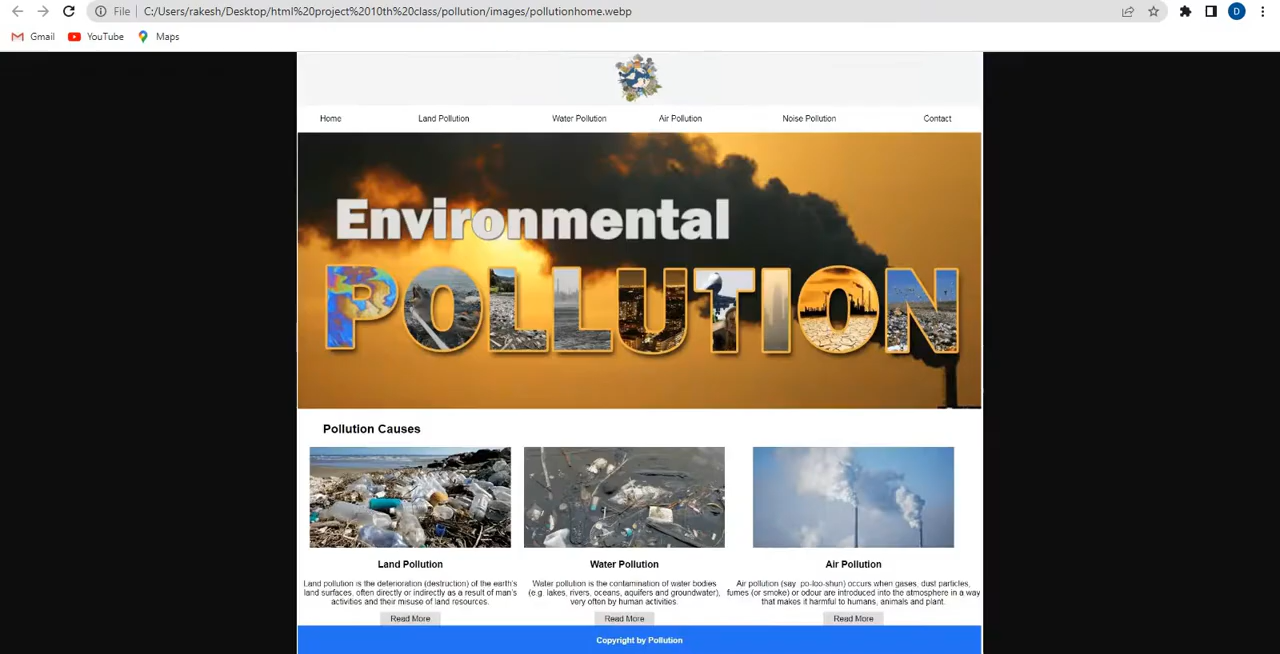 File C:/Users/rakesh/Desktop/html%20project%2010th%20class/pollution/images/pollutionhome.webp D
Gmail YouTube Maps
Home Land Pollution Water Pollution Air Pollution Noise Pollution Contact
Environmental
POLLUTION
Pollution Causes
Land Pollution
Land pollution is the deterioration (destruction) of the earth's
land surfaces, often directly or indirectly as a result of man's
activities and their misuse of land resources.
Read More
Water Pollution
Water pollution is the contamination of water bodies
(e.g. lakes, rivers, oceans, aquifers and groundwater),
very often by human activities.
Read More
Air Pollution
Air pollution (say po-loo-shun) occurs when gases, dust particles,
fumes (or smoke) or odour are introduced into the atmosphere in a way
that makes it harmful to humans, animals and plant.
Read More
Copyright by Pollution